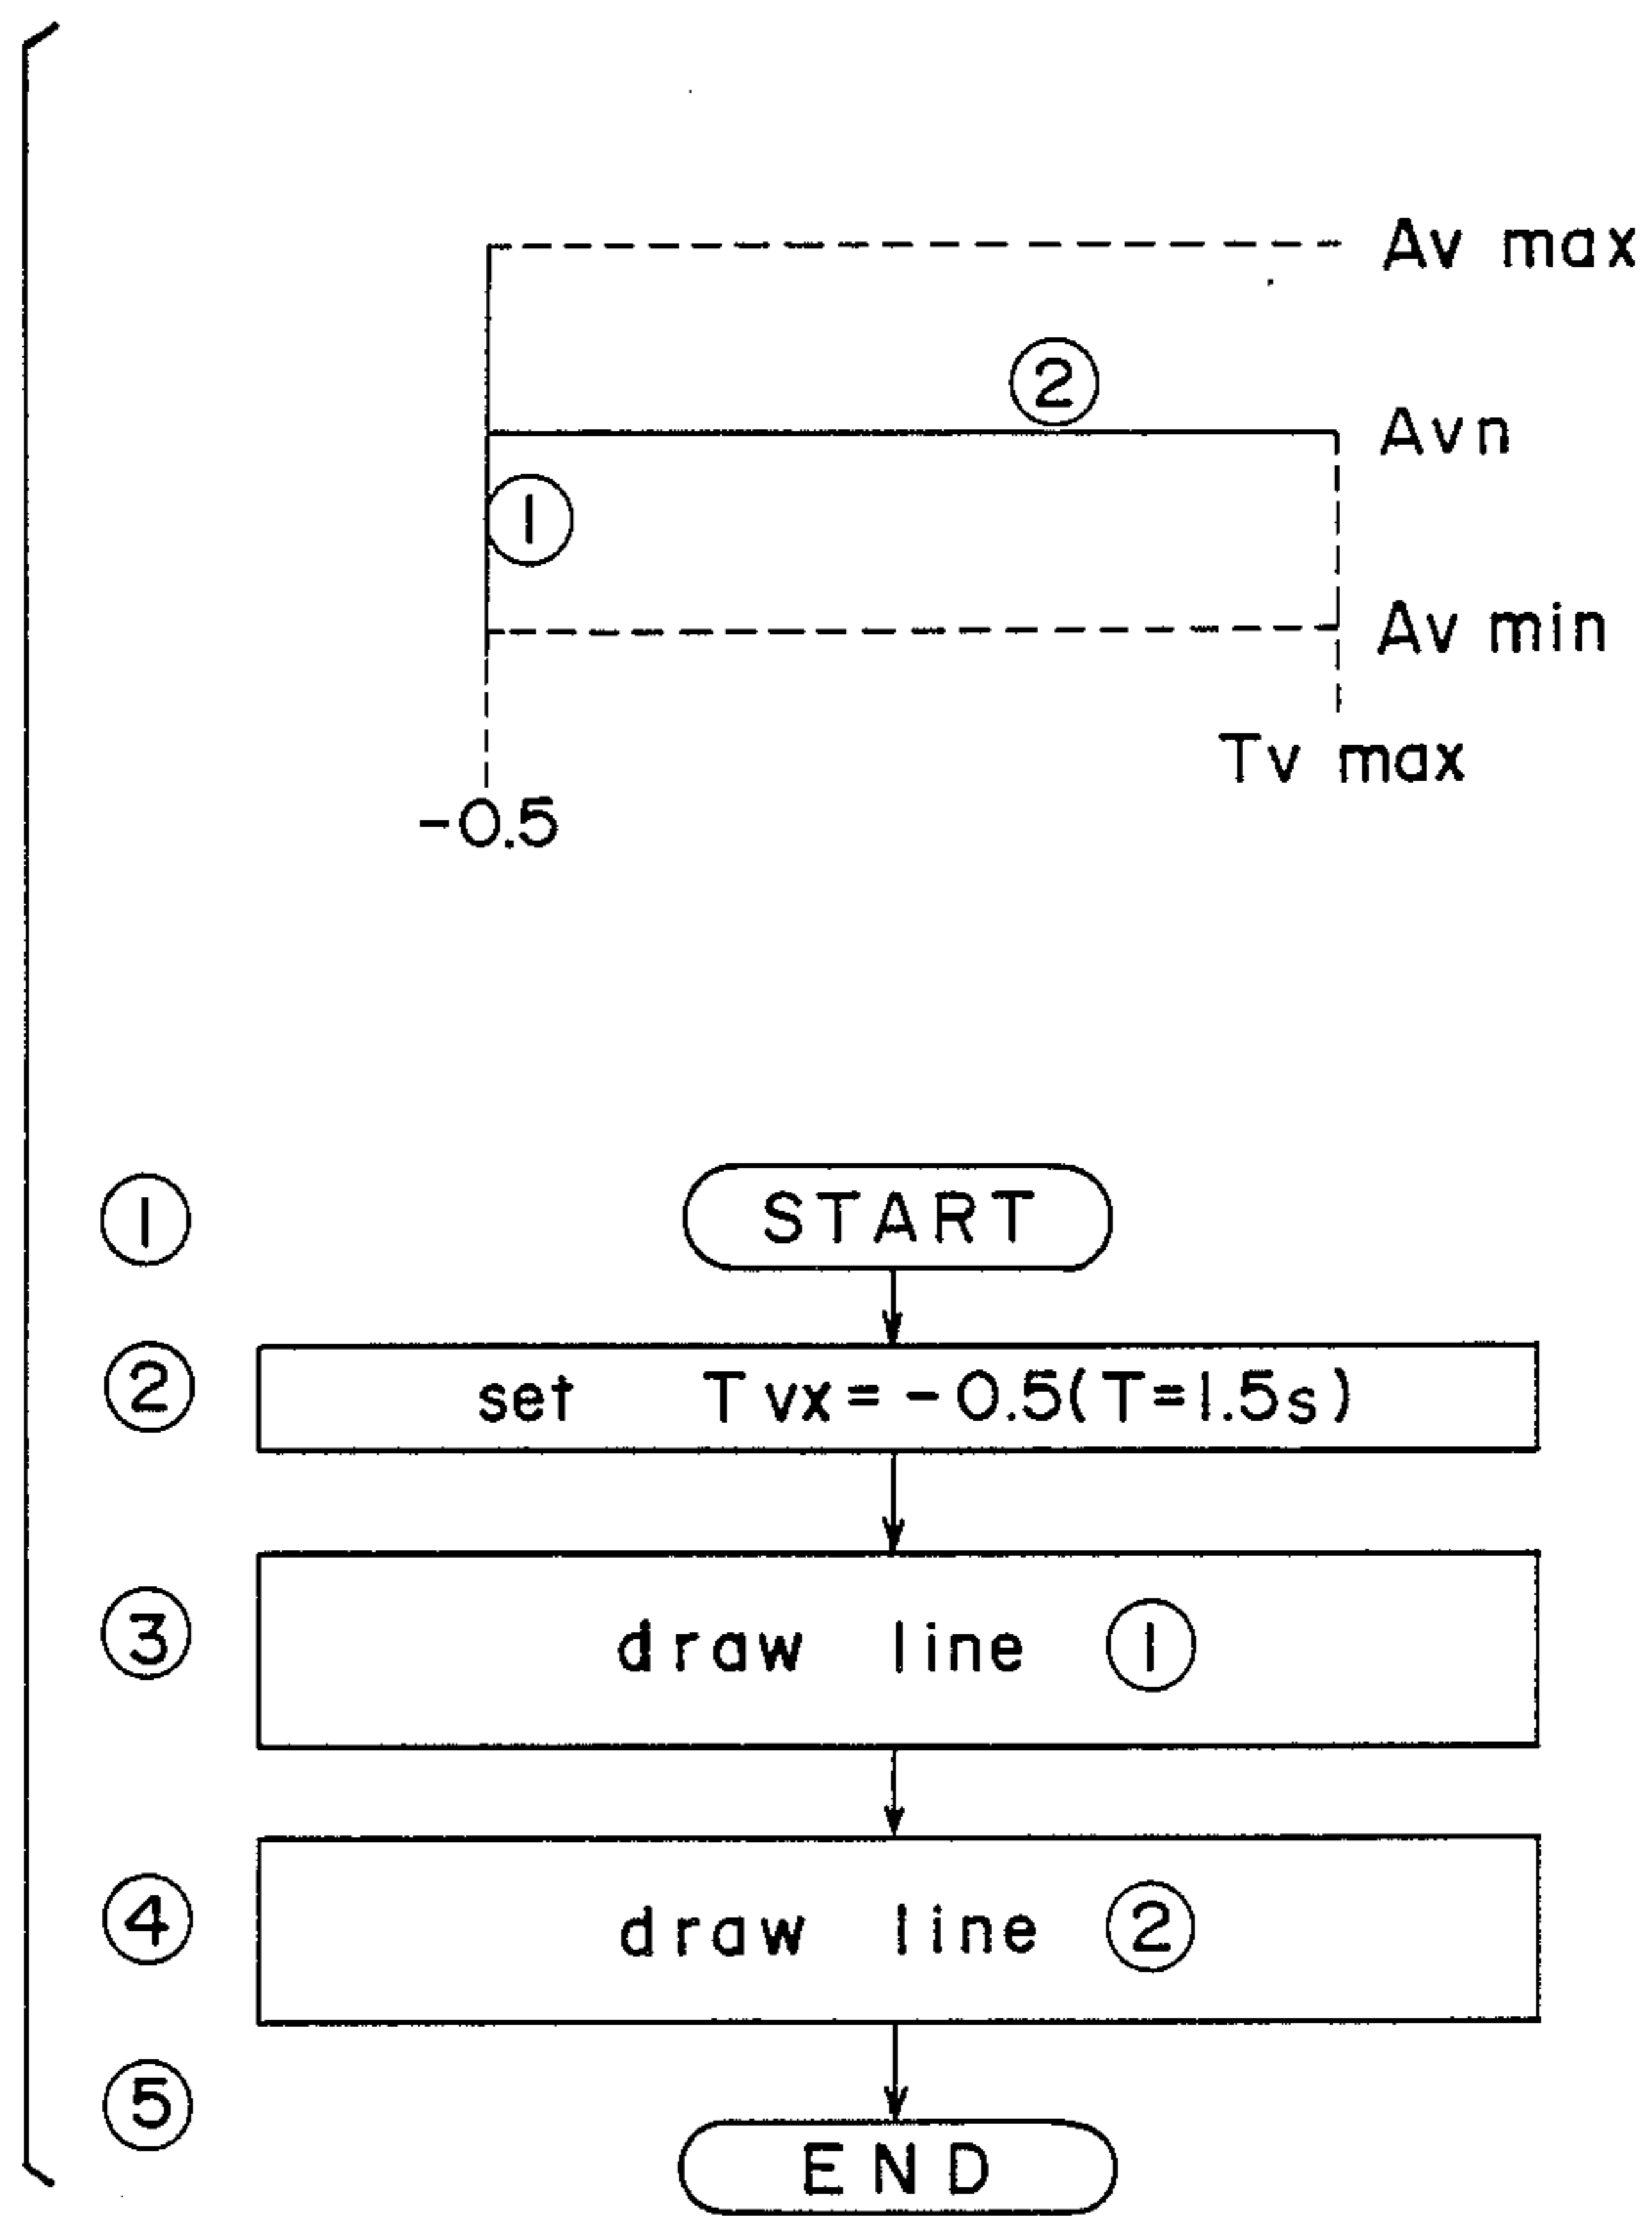 Av max
②
Avn
①
Av min
Tv max
-0.5
① START
② set Tvx=-0.5(T=1.5s)
③ draw line ①
④ draw line ②
⑤ END